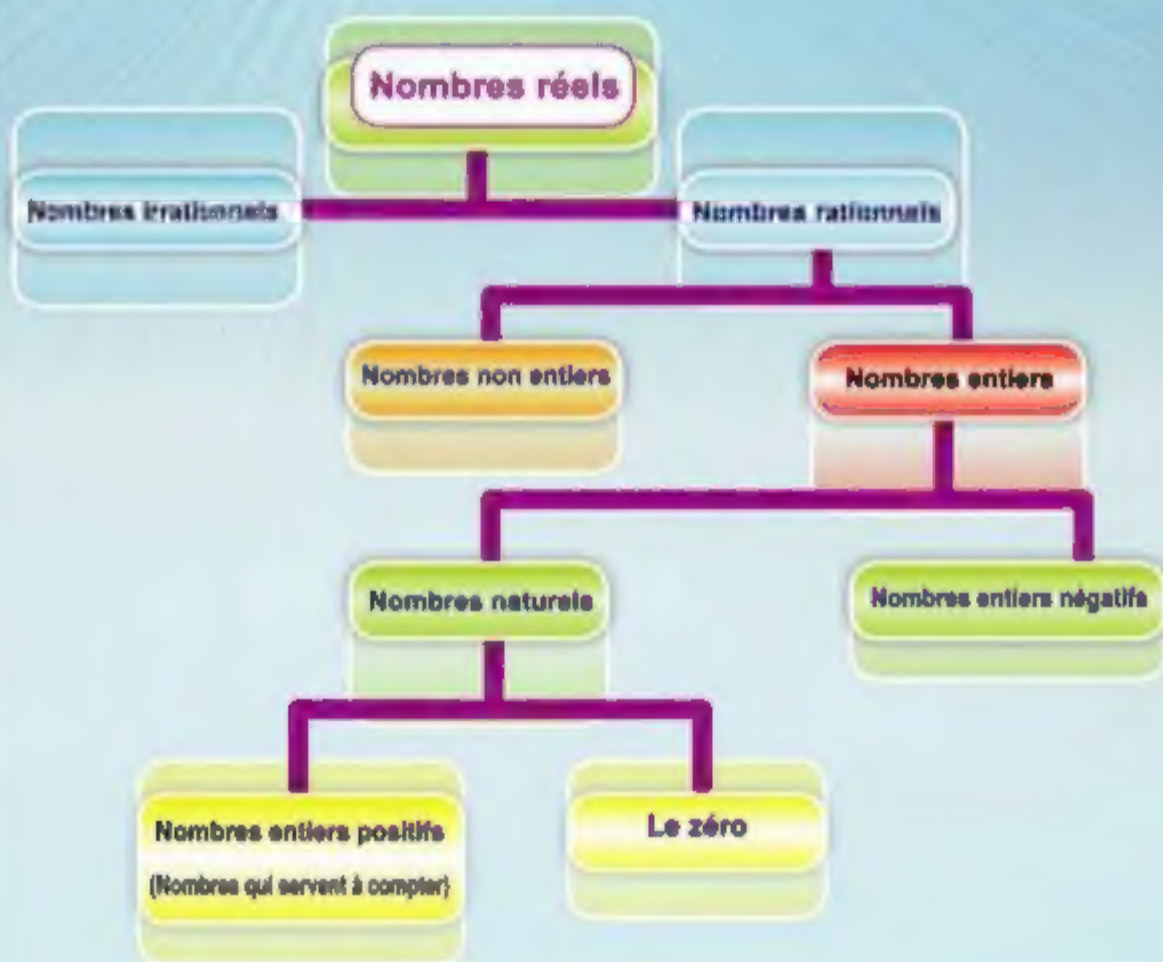 Nombres réels
Nombres irrationnels
Nombres rationnels
Nombres non entiers
Nombres entiers
Nombres naturels
Nombres entiers négatifs
Nombres entiers positifs
(Nombres qui servent à compter)
Le zéro